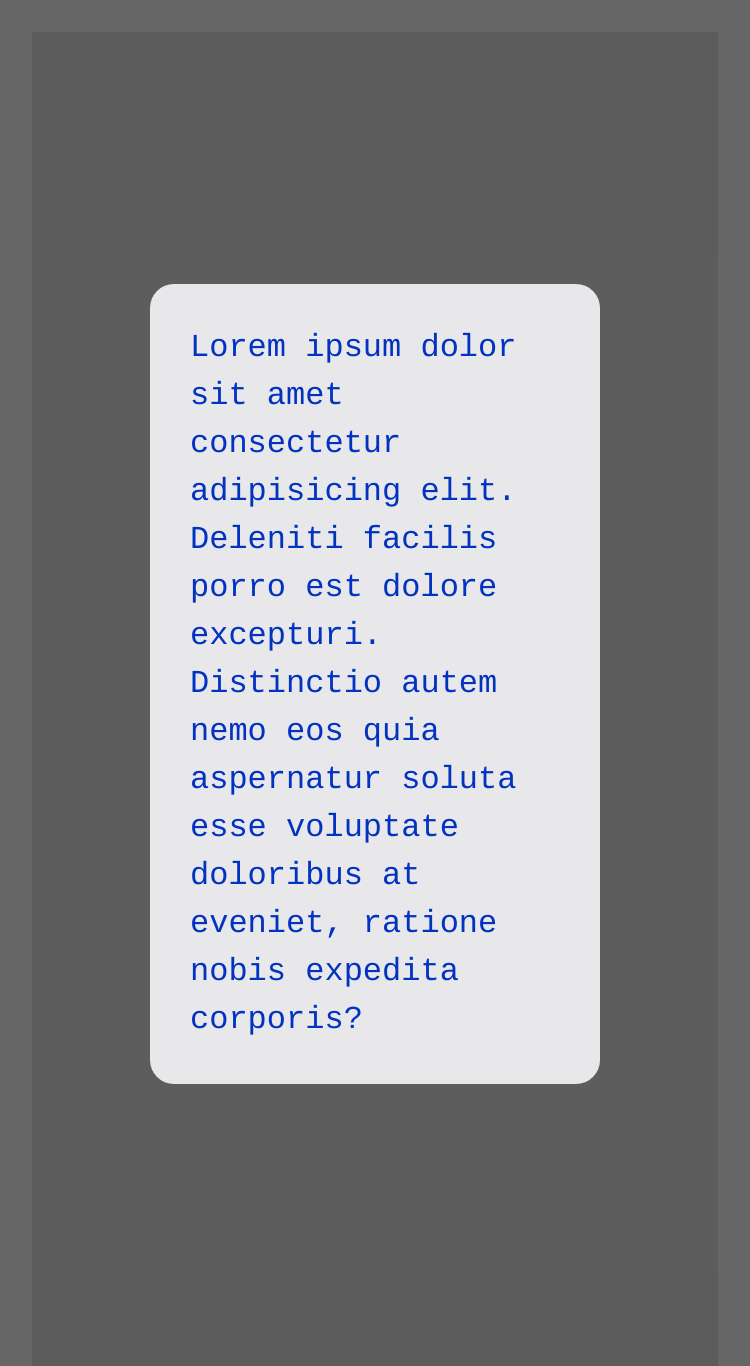 Lorem ipsum dolor
sit amet
consectetur
adipisicing elit.
Deleniti facilis
porro est dolore
excepturi.
Distinctio autem
nemo eos quia
aspernatur soluta
esse voluptate
doloribus at
eveniet, ratione
nobis expedita
corporis?